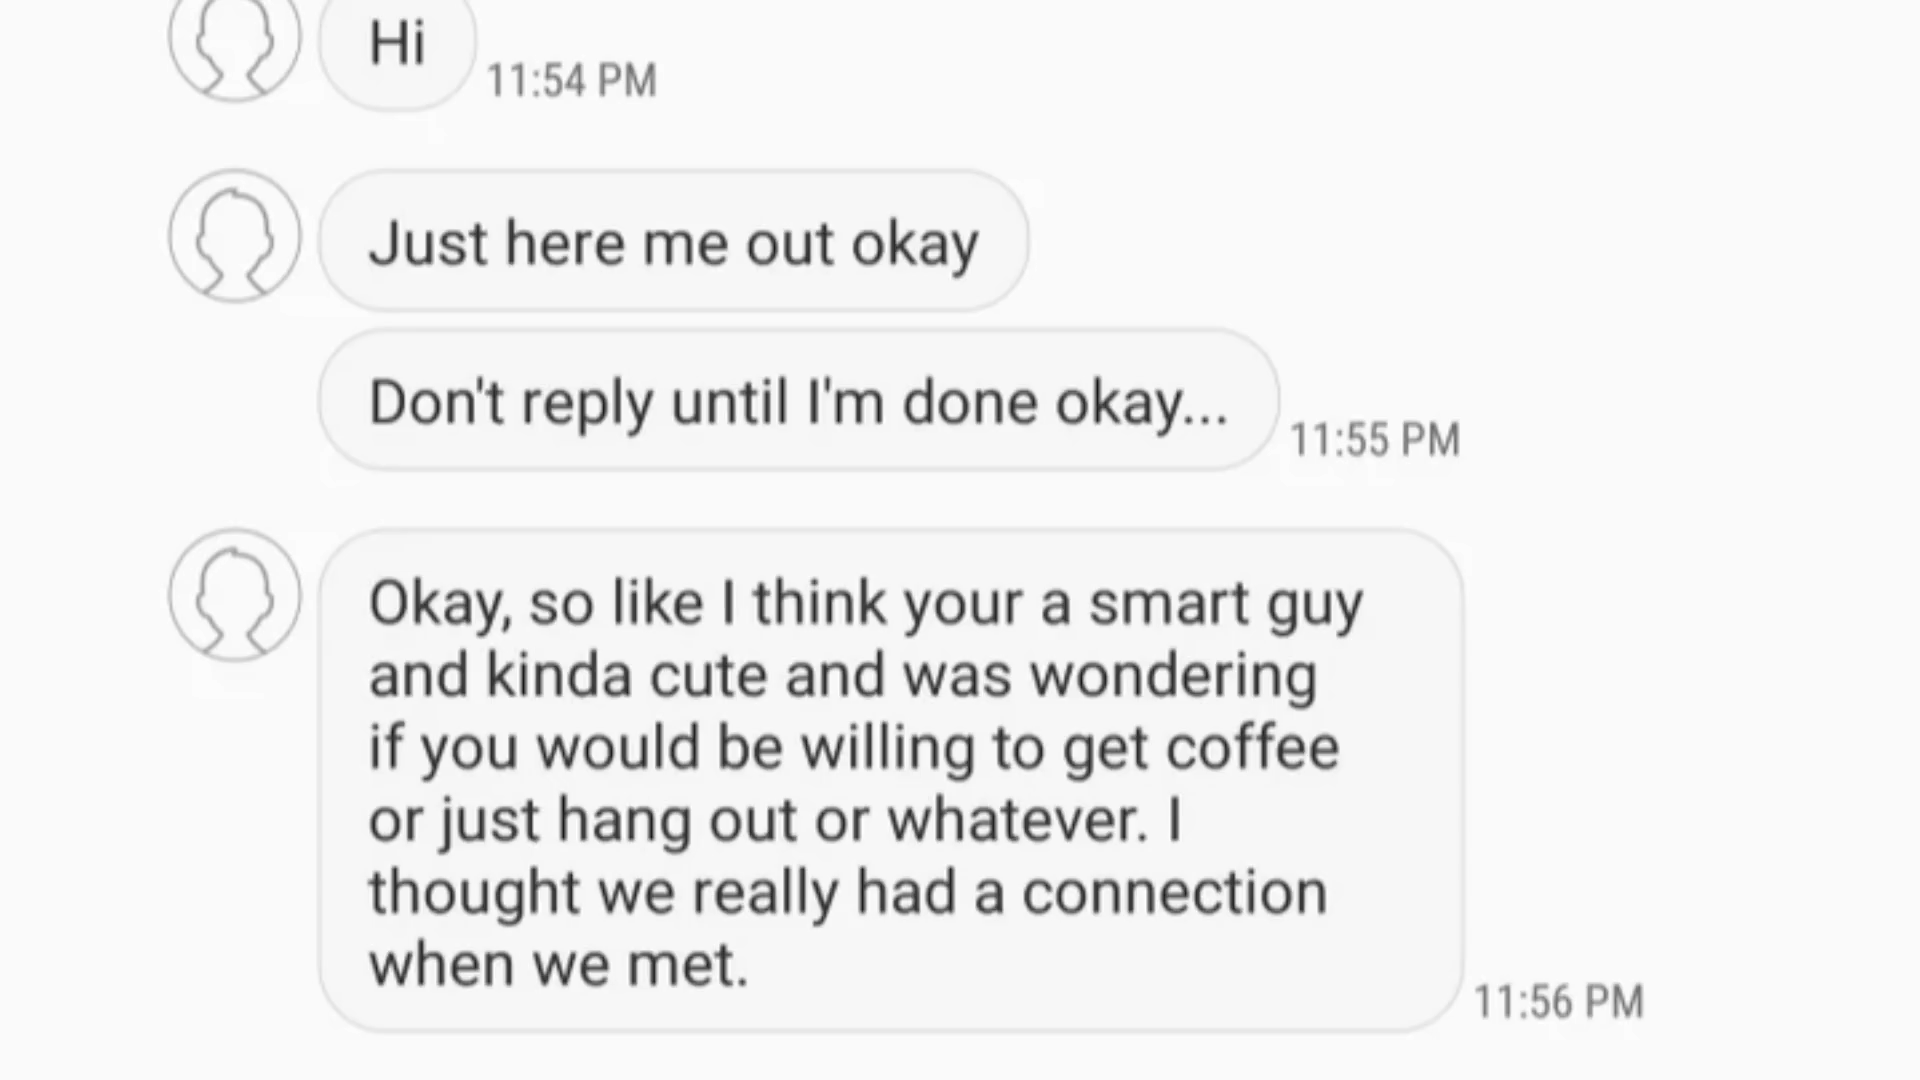 Hi
11:54 PM
Just here me out okay
Don't reply until I'm done okay...
11:55 PM
Okay, so like I think your a smart guy
and kinda cute and was wondering
if you would be willing to get coffee
or just hang out or whatever. I
thought we really had a connection
when we met.
11:56 PM